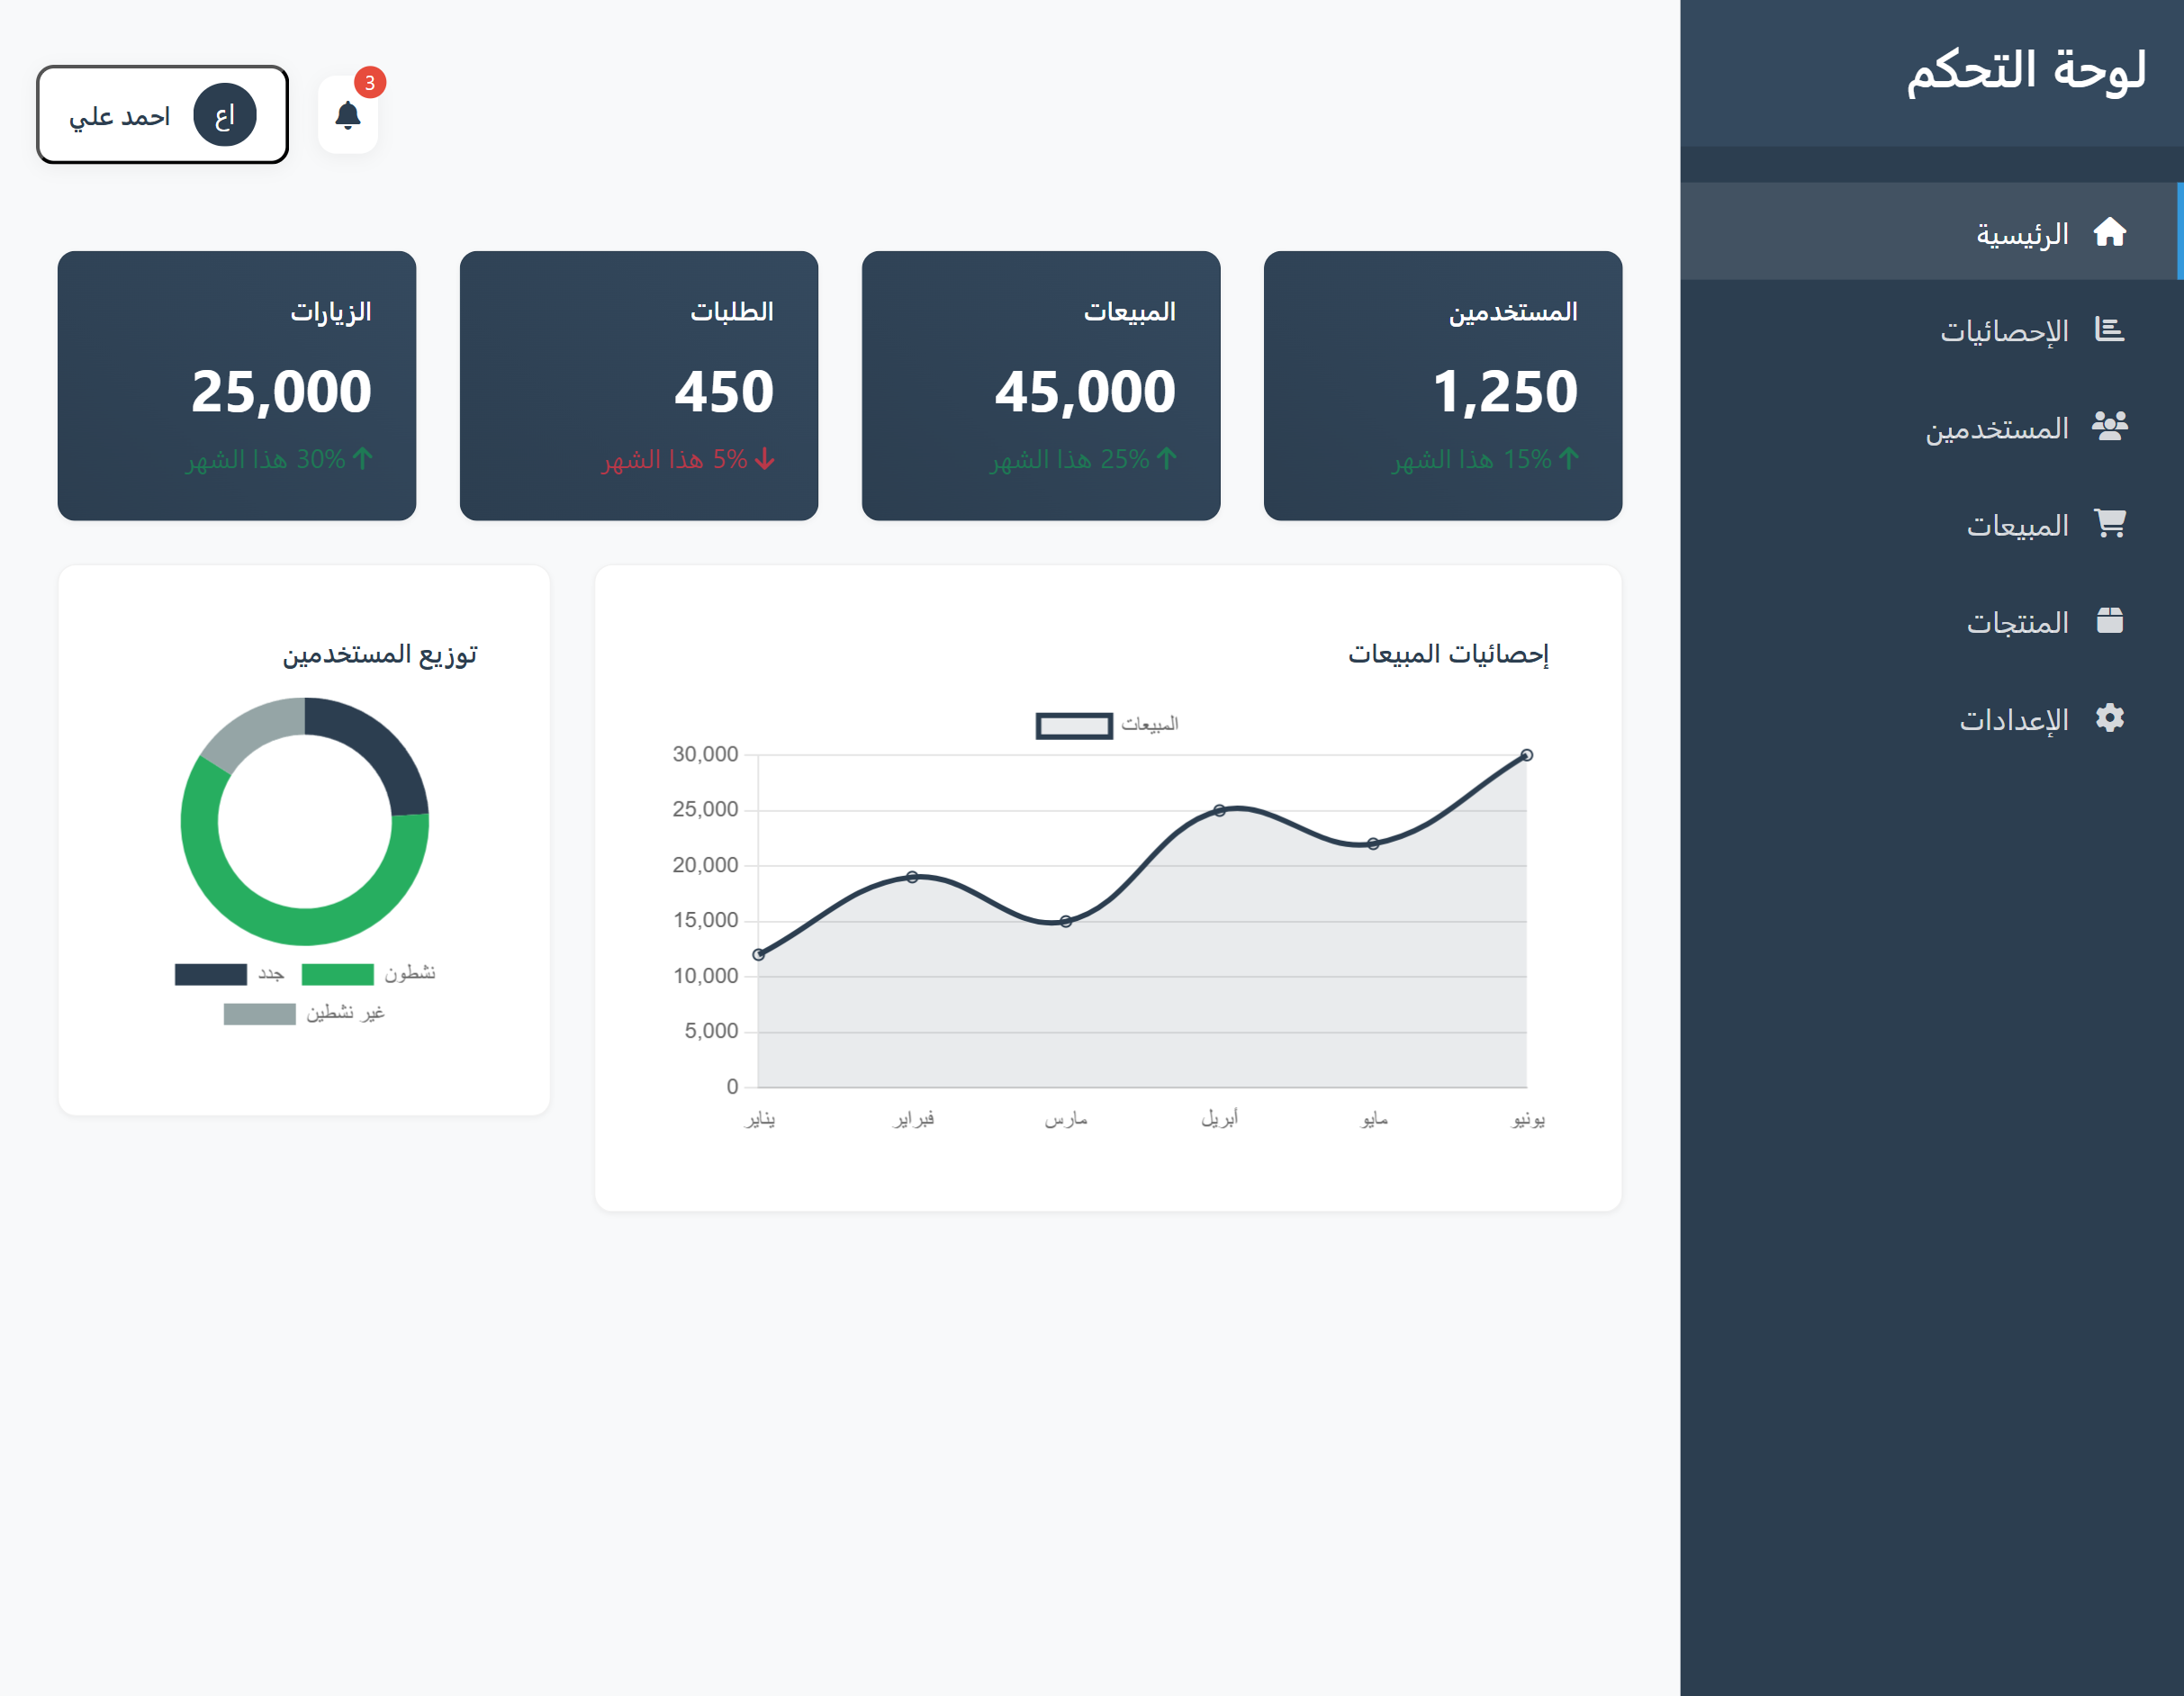 لوحة التحكم
الرئيسية
الإحصائيات
المستخدمين
المبيعات
المنتجات
الإعدادات
3
اع
احمد علي
المستخدمين
1,250
15% هذا الشهر
المبيعات
45,000
25% هذا الشهر
الطلبات
450
5% هذا الشهر
الزيارات
25,000
30% هذا الشهر
إحصائيات المبيعات
المبيعات
30,000
25,000
20,000
15,000
10,000
5,000
0
يناير فبراير مارس أبريل مايو يونيو
توزيع المستخدمين
جدد نشطون
غير نشطين